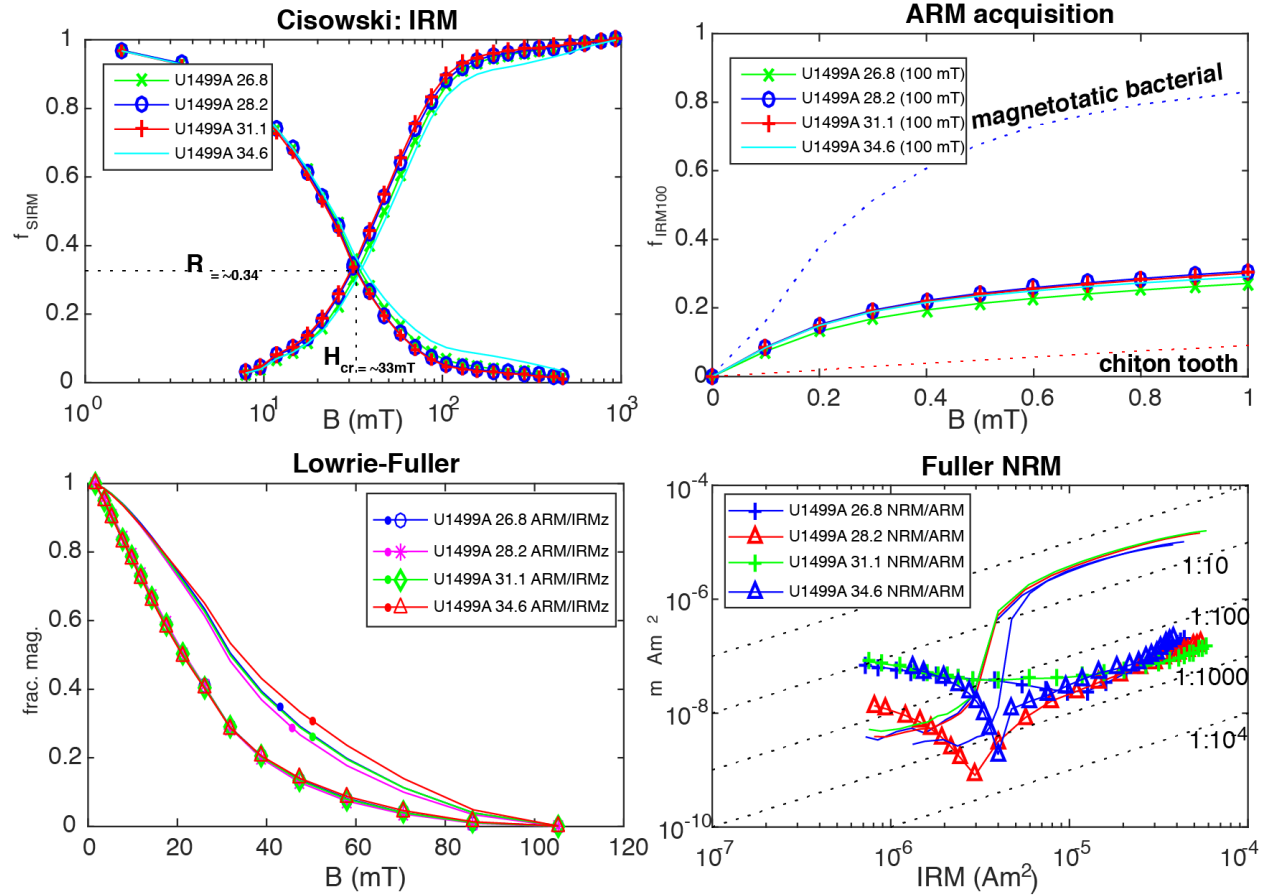 Cisowski: IRM
1
0.8
0.6
0.4
0.2
0
f SIRM
U1499A 26.8
U1499A 28.2
U1499A 31.1
U1499A 34.6
R = ~0.34
H cr.= ~33mT
10^0
10^1
10^2
10^3
B (mT)
ARM acquisition
1
0.8
0.6
0.4
0.2
0
f IRM100
U1499A 26.8 (100 mT)
U1499A 28.2 (100 mT)
U1499A 31.1 (100 mT)
U1499A 34.6 (100 mT)
magnetotatic bacterial
chiton tooth
0 0.2 0.4 0.6 0.8 1
B (mT)
Lowrie-Fuller
1
0.8
0.6
0.4
0.2
0
frac. mag.
U1499A 26.8 ARM/IRMz
U1499A 28.2 ARM/IRMz
U1499A 31.1 ARM/IRMz
U1499A 34.6 ARM/IRMz
0 20 40 60 80 100 120
B (mT)
Fuller NRM
10^-4
10^-6
10^-8
10^-10
m Am 2
U1499A 26.8 NRM/ARM
U1499A 28.2 NRM/ARM
U1499A 31.1 NRM/ARM
U1499A 34.6 NRM/ARM
1:10
1:100
1:1000
1:10^4
10^-7
10^-6
10^-5
10^-4
IRM (Am^2)